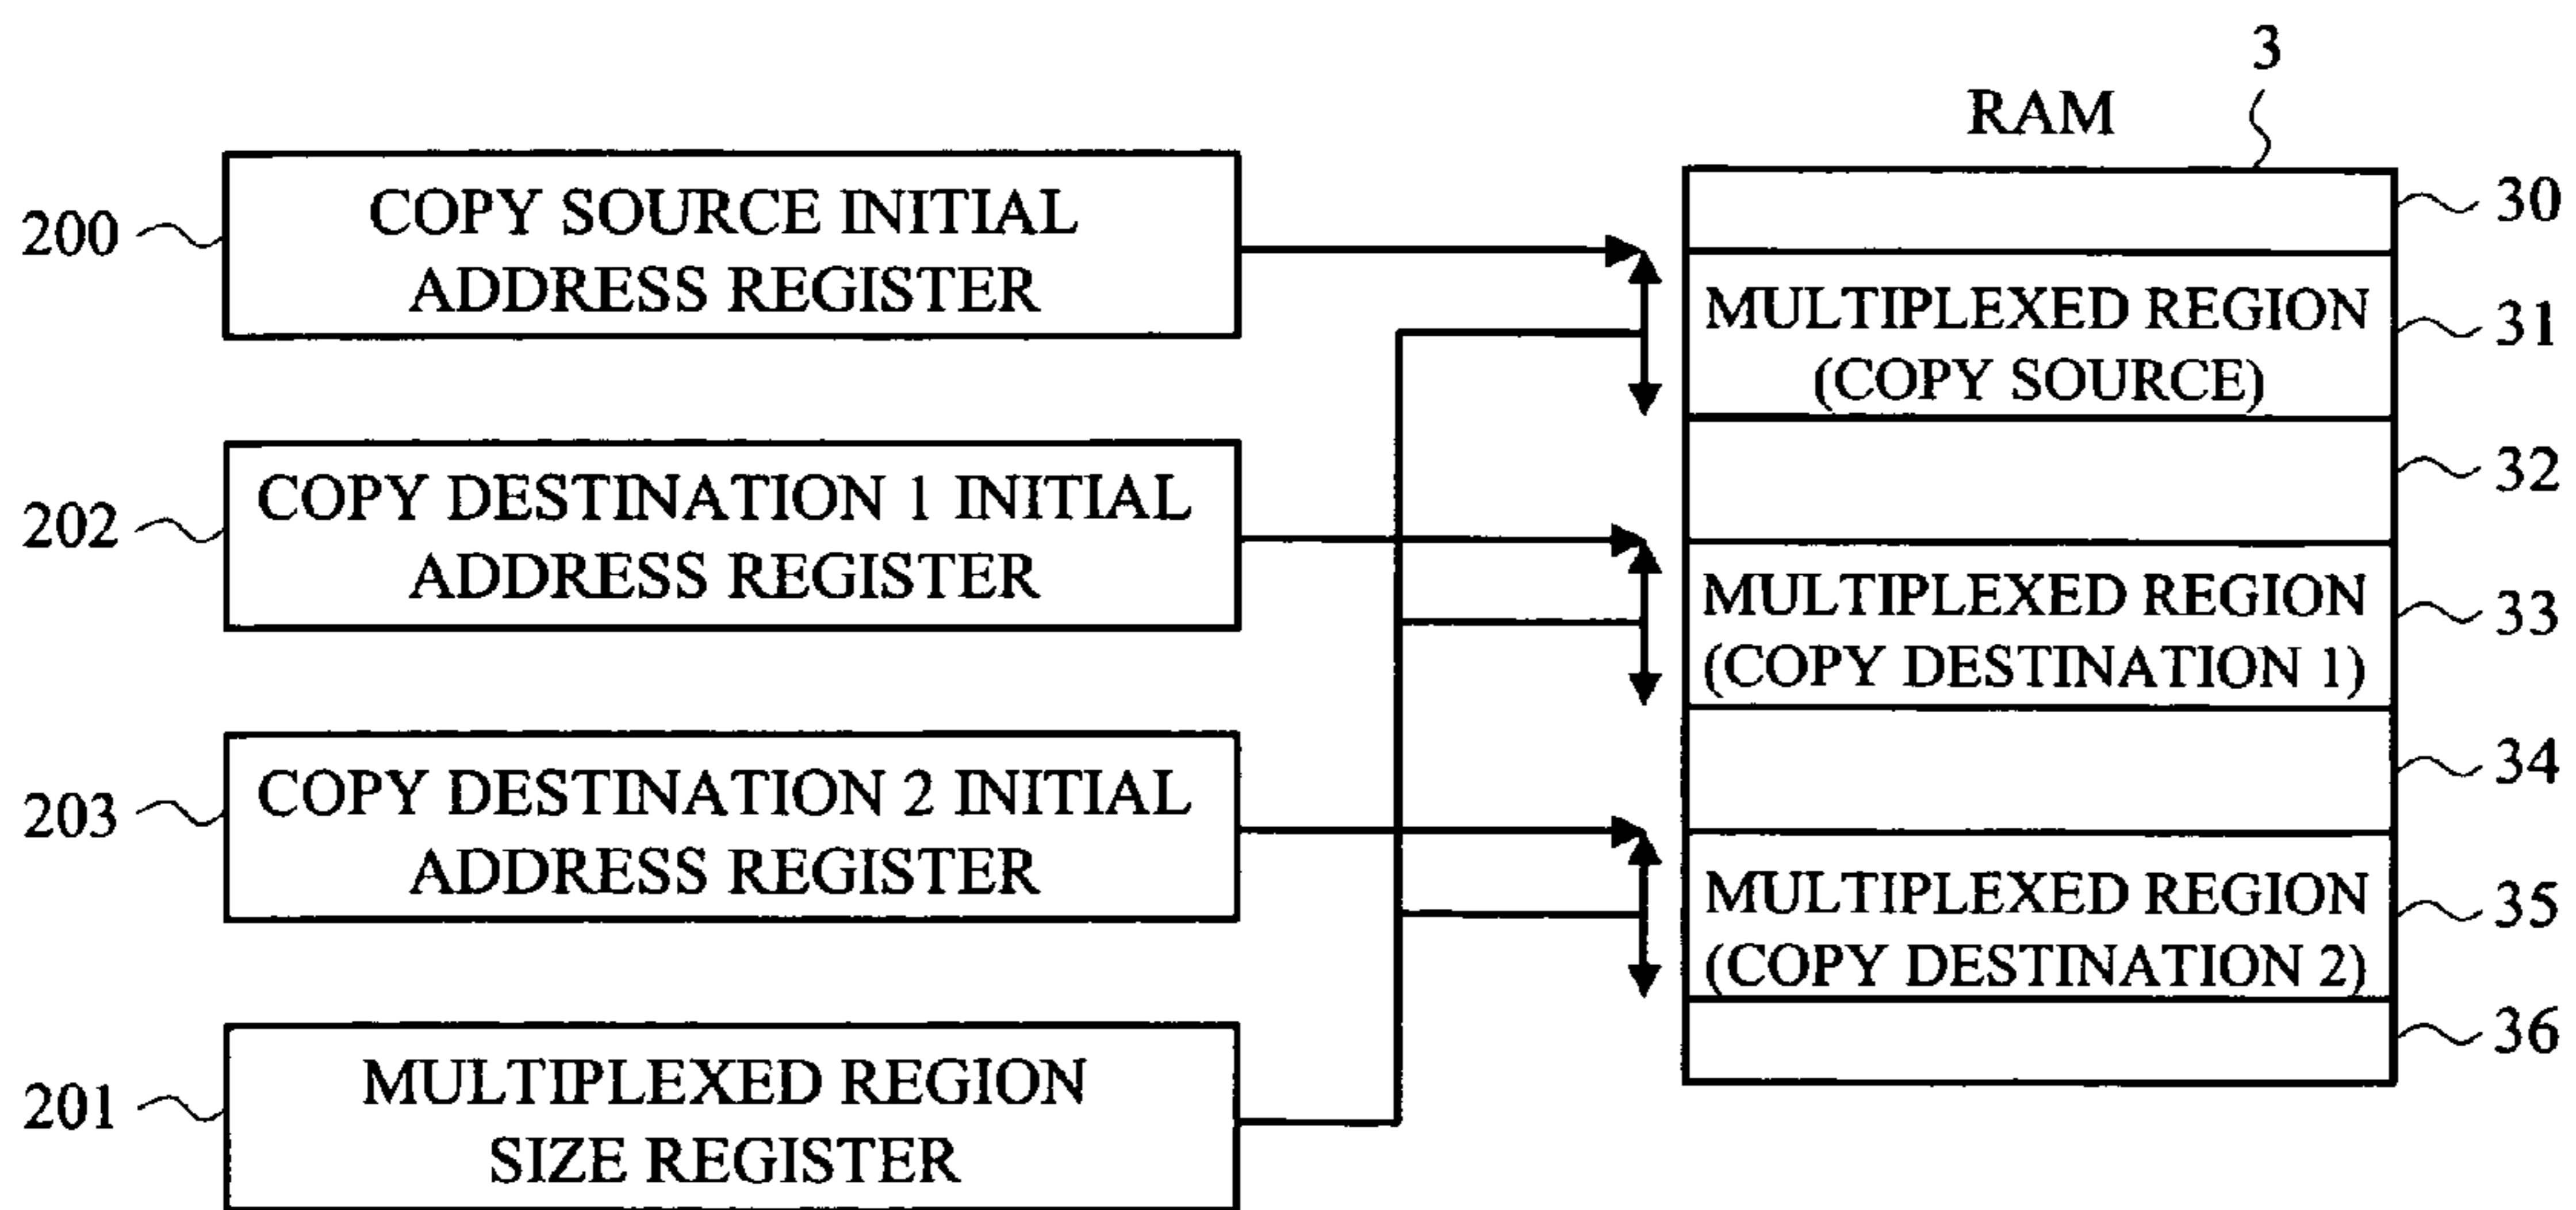 3
RAM
200
COPY SOURCE INITIAL
ADDRESS REGISTER
202
COPY DESTINATION 1 INITIAL
ADDRESS REGISTER
203
COPY DESTINATION 2 INITIAL
ADDRESS REGISTER
201
MULTIPLEXED REGION
SIZE REGISTER
30
MULTIPLEXED REGION
(COPY SOURCE)
31
32
MULTIPLEXED REGION
(COPY DESTINATION 1)
33
34
MULTIPLEXED REGION
(COPY DESTINATION 2)
35
36